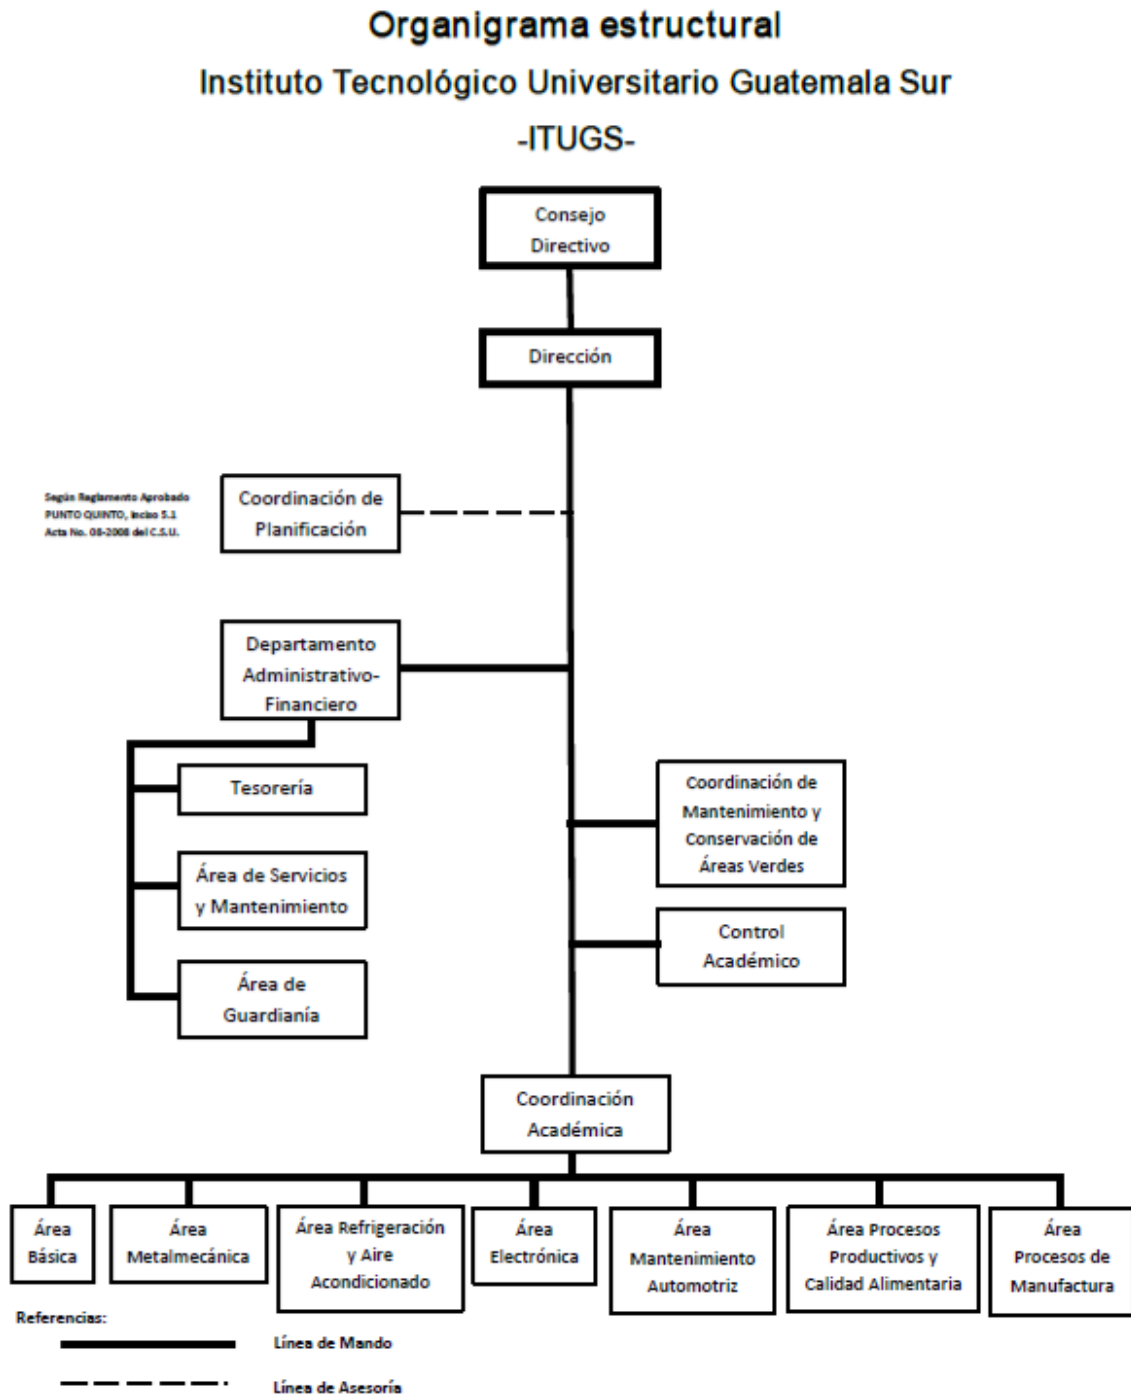 Organigrama estructural
Instituto Tecnológico Universitario Guatemala Sur
-ITUGS-
Consejo
Directivo
Dirección
Según Reglamento Aprobado
PUNTO QUINTO, Inciso 5.1
Acta No. 08-2008 del C.S.U.
Coordinación de
Planificación
Departamento
Administrativo-
Financiero
Tesorería
Área de Servicios
y Mantenimiento
Área de
Guardianía
Coordinación de
Mantenimiento y
Conservación de
Áreas Verdes
Control
Académico
Coordinación
Académica
Área
Básica
Área
Metalmecánica
Área Refrigeración
y Aire
Acondicionado
Área
Electrónica
Área
Mantenimiento
Automotriz
Área Procesos
Productivos y
Calidad Alimentaria
Área
Procesos de
Manufactura
Referencias:
Línea de Mando
Línea de Asesoría